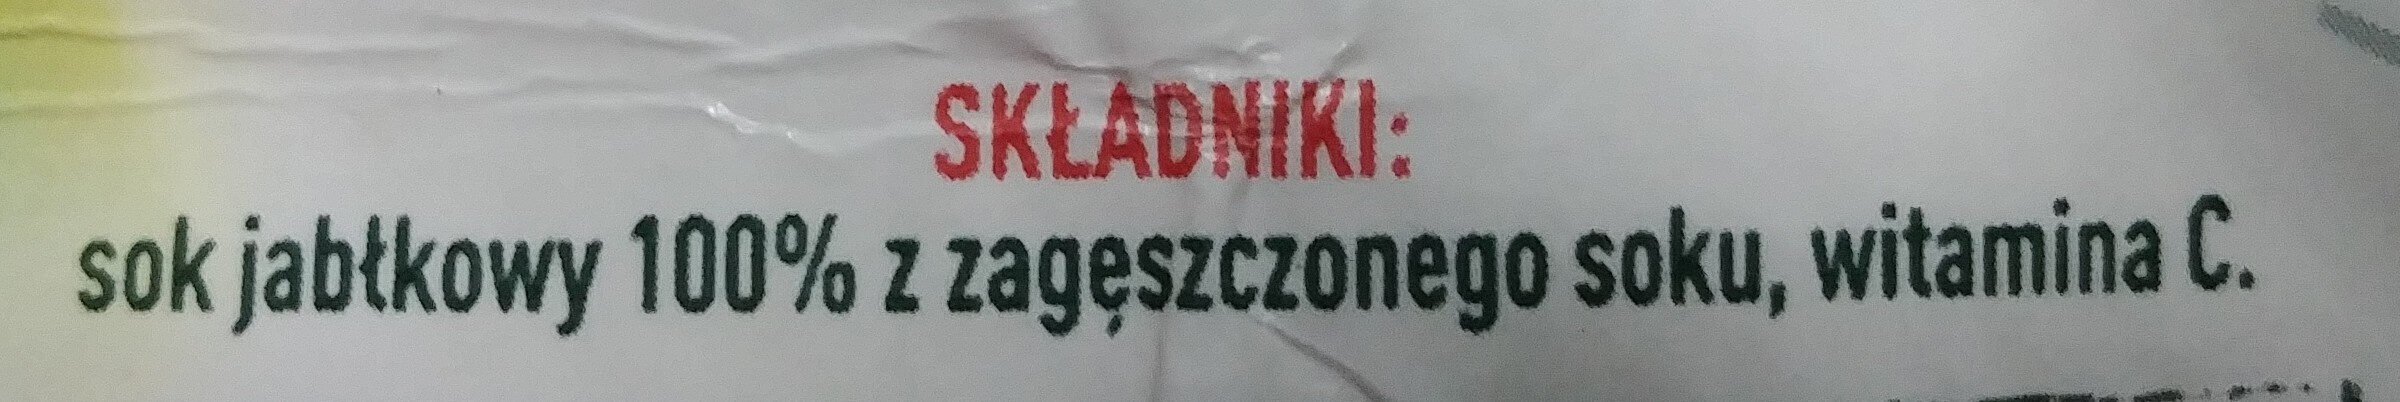 SKŁADNIKI:
sok jabłkowy 100% z zagęszczonego soku, witamina C.